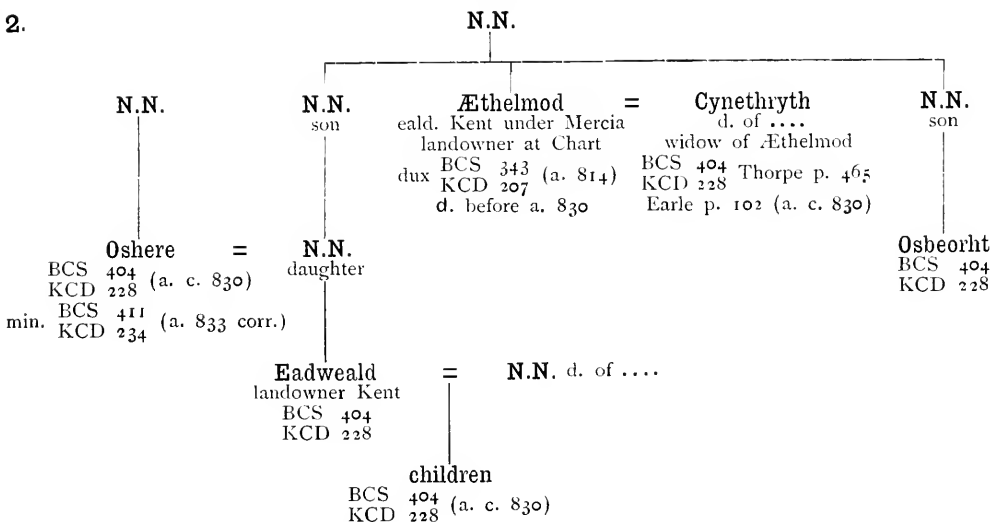 2.
N.N.
N.N.
N.N.
son
Æthelmod = Cynethryth
eald. Kent under Mercia
landowner at Chart
dux BCS 343 KCD 207 (a. 814)
d. before a. 830
d. of ....
widow of Æthelmod
BCS 404 KCD 228 Thorpe p. 465
Earle p. 102 (a. c. 830)
N.N.
son
Oshere = N.N.
BCS 404
KCD 228 (a. c. 830)
min. BCS 411
KCD 234 (a. 833 corr.)
daughter
Osbeorht
BCS 404
KCD 228
Eadweald = N.N. d. of ....
landowner Kent
BCS 404
KCD 228
children
BCS 404
KCD 228 (a. c. 830)